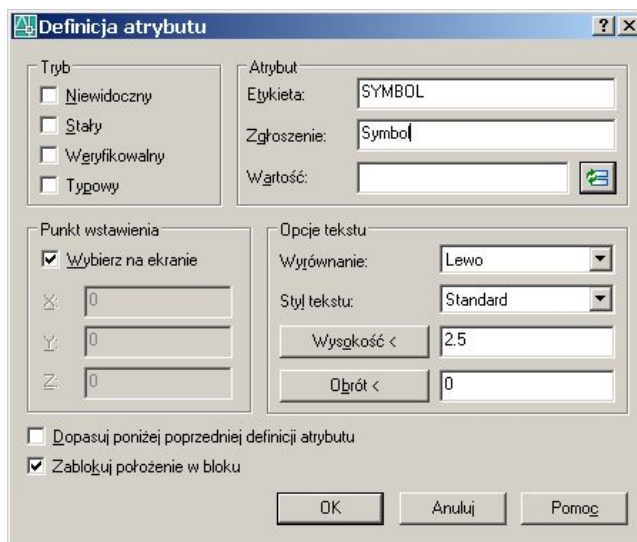 Definicja atrybutu
Tryb
Niewidoczny
Stały
Weryfikowalny
Typowy
Atrybut
Etykieta: SYMBOL
Zgłoszenie: Symbol
Wartość:
Punkt wstawienia
Wybierz na ekranie
X: 0
Y: 0
Z: 0
Opcje tekstu
Wyrównanie: Lewo
Styl tekstu: Standard
Wysokość < 2.5
Obrót < 0
Dopasuj poniżej poprzedniej definicji atrybutu
Zablokuj położenie w bloku
OK Anuluj Pomoc